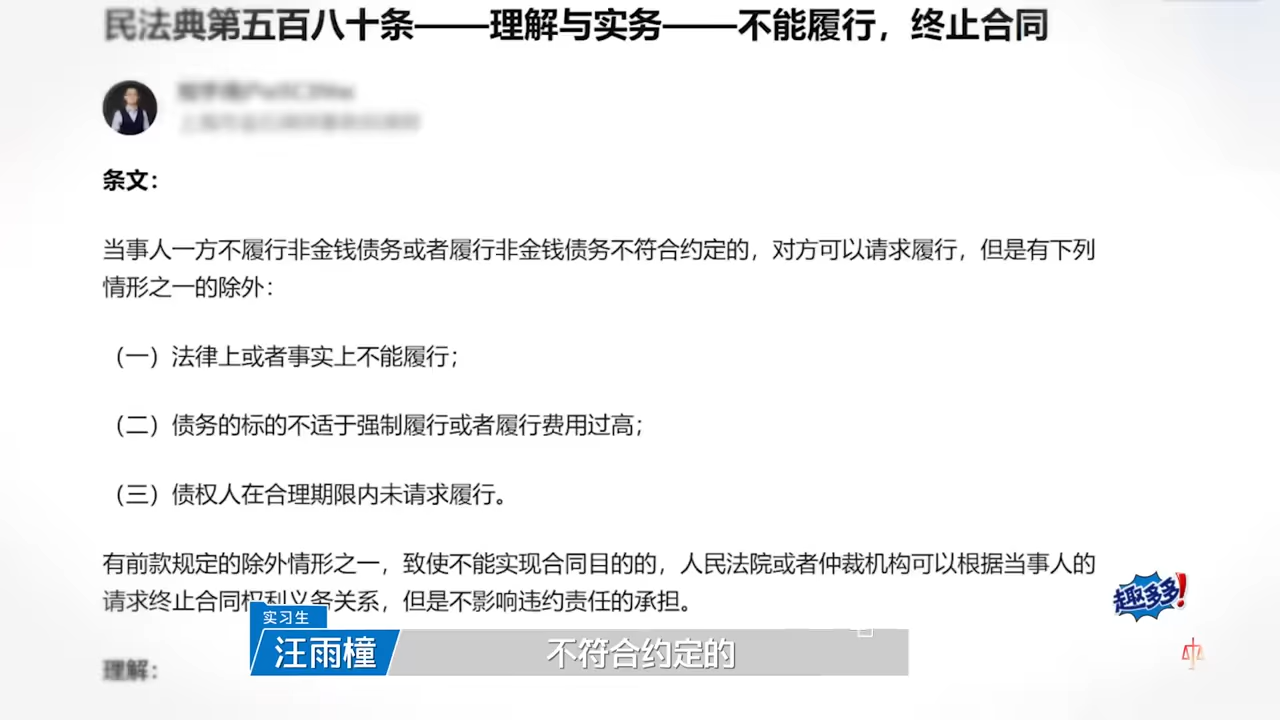 民法典第五百八十条——理解与实务——不能履行，终止合同
条文：
当事人一方不履行非金钱债务或者履行非金钱债务不符合约定的，对方可以请求履行，但是有下列
情形之一的除外：
（一）法律上或者事实上不能履行；
（二）债务的标的不适于强制履行或者履行费用过高；
（三）债权人在合理期限内未请求履行。
有前款规定的除外情形之一，致使不能实现合同目的的，人民法院或者仲裁机构可以根据当事人的
请求终止合同权利义务关系，但是不影响违约责任的承担。
趣多多！
实习生
汪雨橦
不符合约定的
理解：